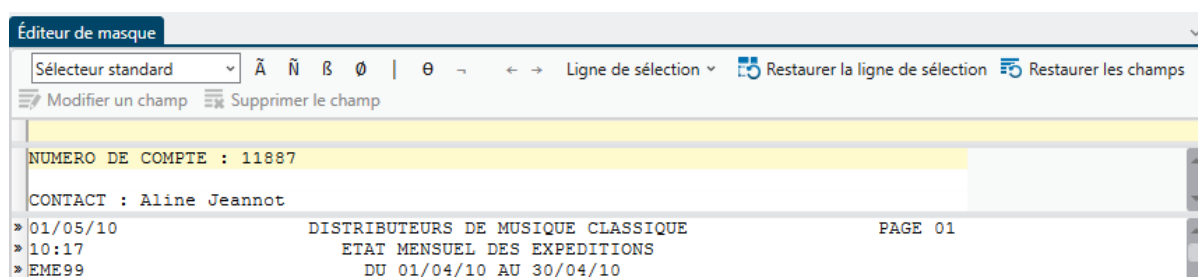 Éditeur de masque
Sélecteur standard Ã Ñ ß Ø | θ ¬ ← → Ligne de sélection Restaurer la ligne de sélection Restaurer les champs
Modifier un champ Supprimer le champ
NUMERO DE COMPTE : 11887
CONTACT : Aline Jeannot
» 01/05/10 DISTRIBUTEURS DE MUSIQUE CLASSIQUE PAGE 01
» 10:17 ETAT MENSUEL DES EXPEDITIONS
» EME99 DU 01/04/10 AU 30/04/10